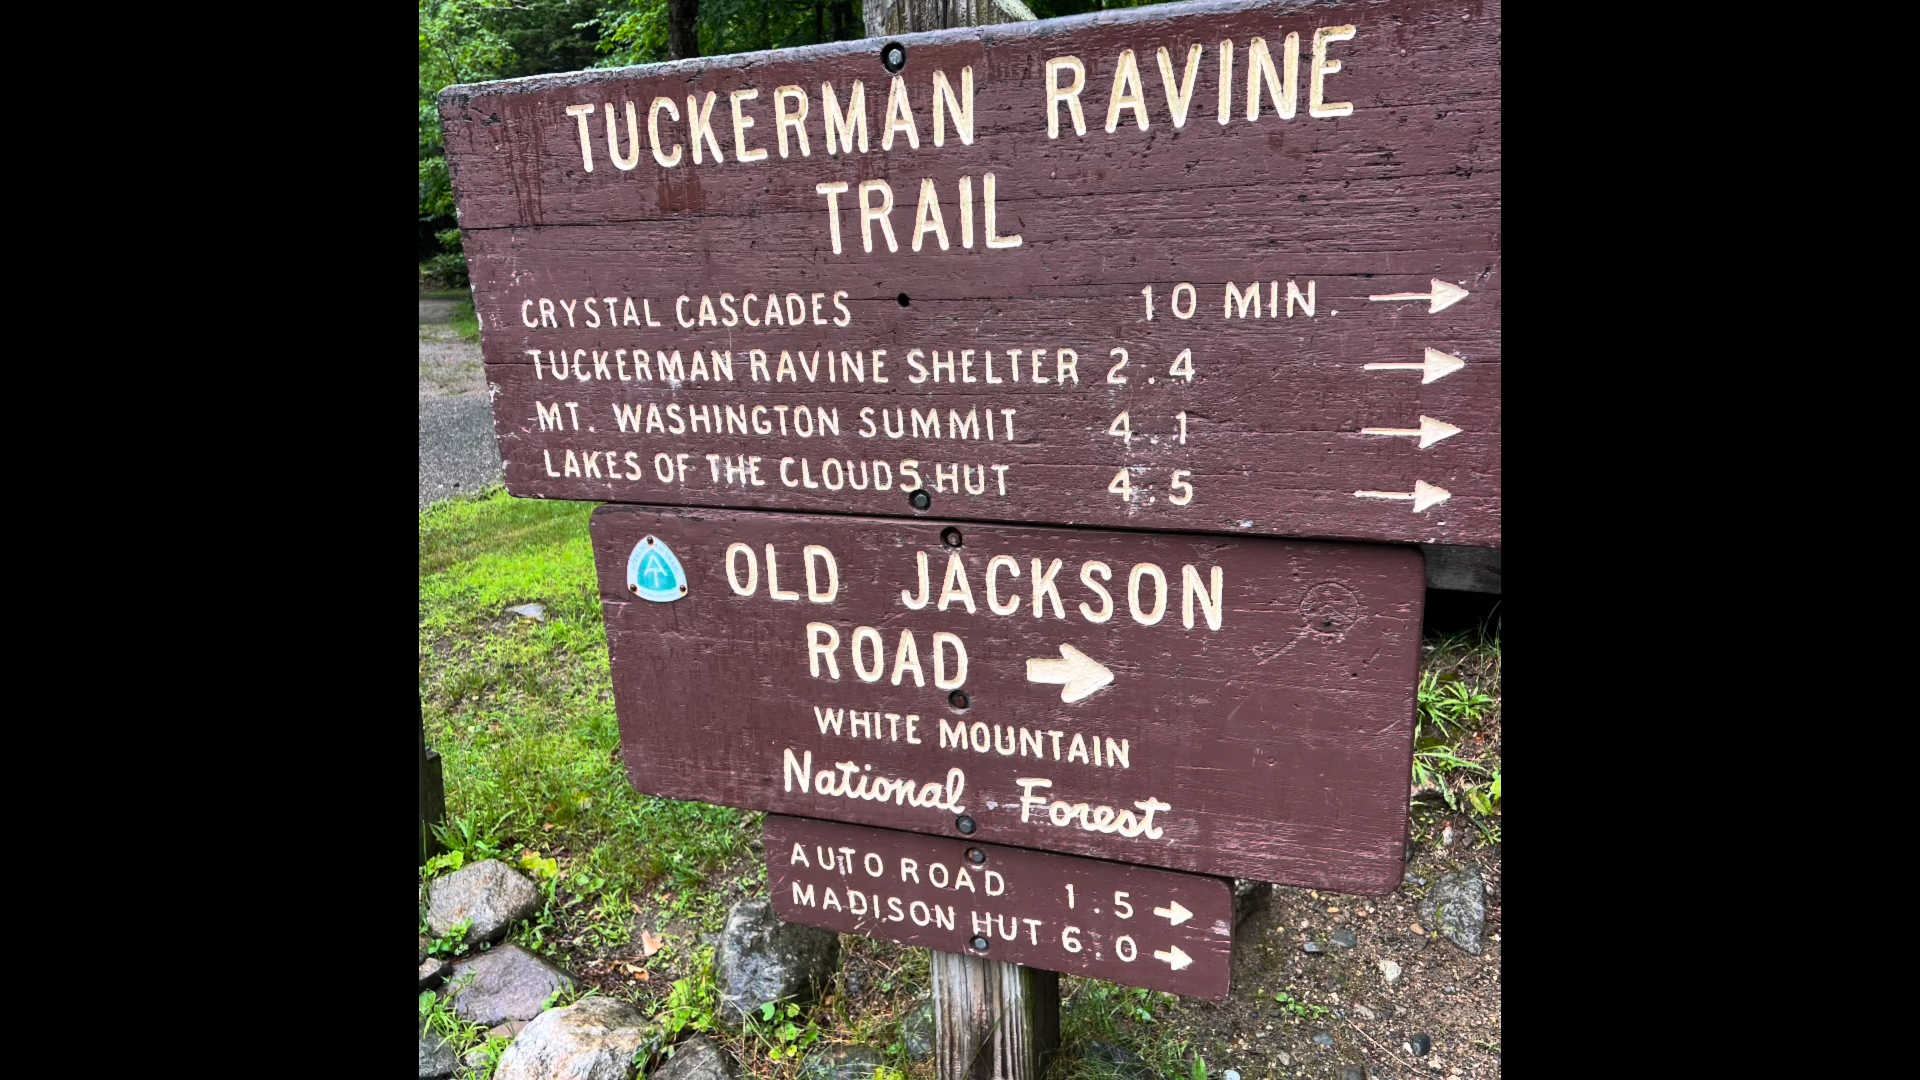 TUCKERMAN RAVINE
TRAIL
CRYSTAL CASCADES 10 MIN.
TUCKERMAN RAVINE SHELTER 2.4
MT. WASHINGTON SUMMIT 4.1
LAKES OF THE CLOUDS HUT 4.5
OLD JACKSON
ROAD
WHITE MOUNTAIN
National Forest
AUTO ROAD 1.5
MADISON HUT 6.0